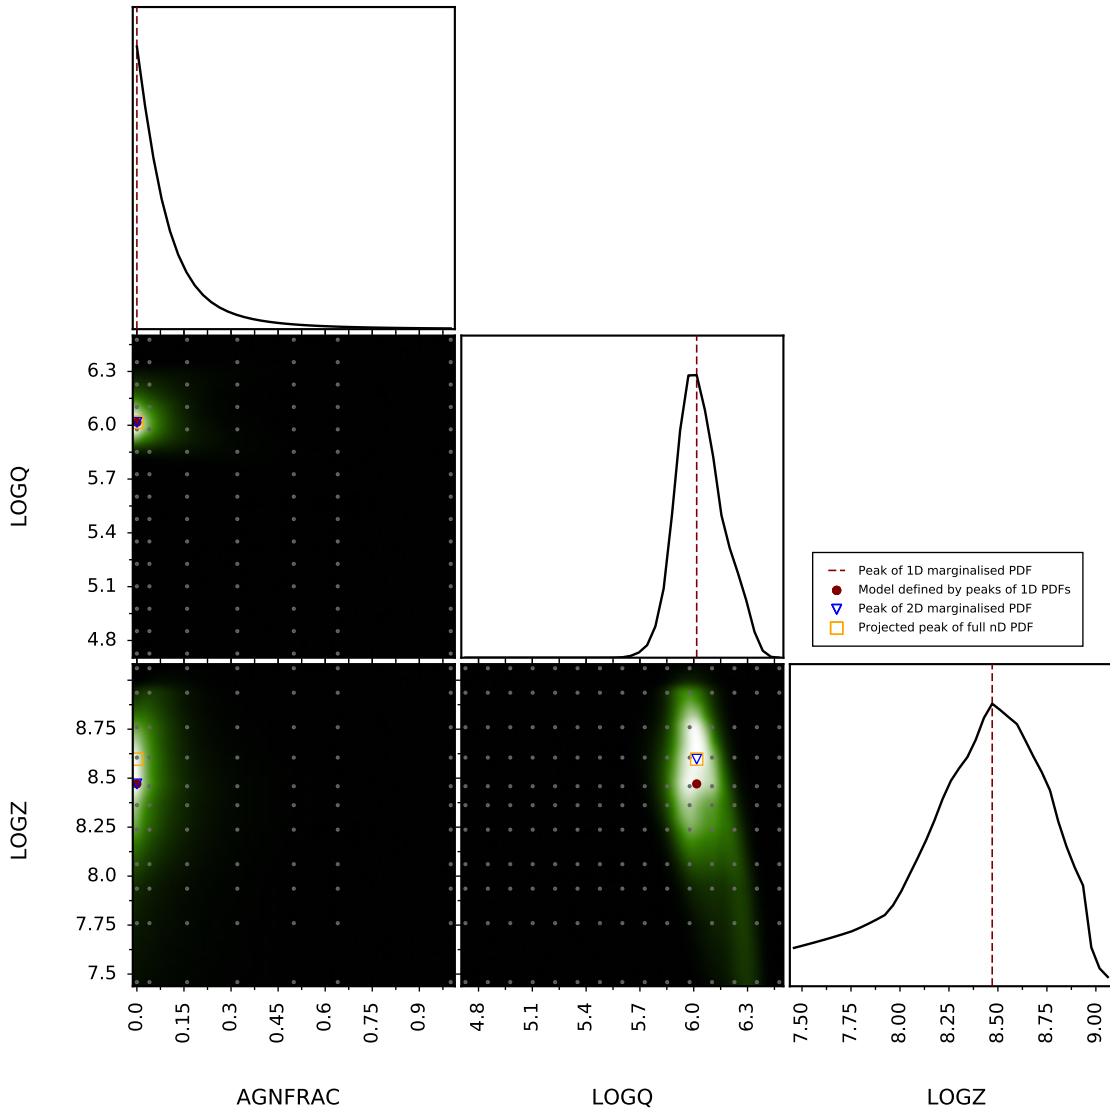 6.3
6.0
5.7
5.4
5.1
4.8
LOGQ
Peak of 1D marginalised PDF
Model defined by peaks of 1D PDFs
Peak of 2D marginalised PDF
Projected peak of full nD PDF
8.75
8.5
8.25
8.0
7.75
7.5
LOGZ
0.0 0.15 0.3 0.45 0.6 0.75 0.9
4.8 5.1 5.4 5.7 6.0 6.3
7.50 7.75 8.00 8.25 8.50 8.75 9.00
AGNFRAC
LOGQ
LOGZ